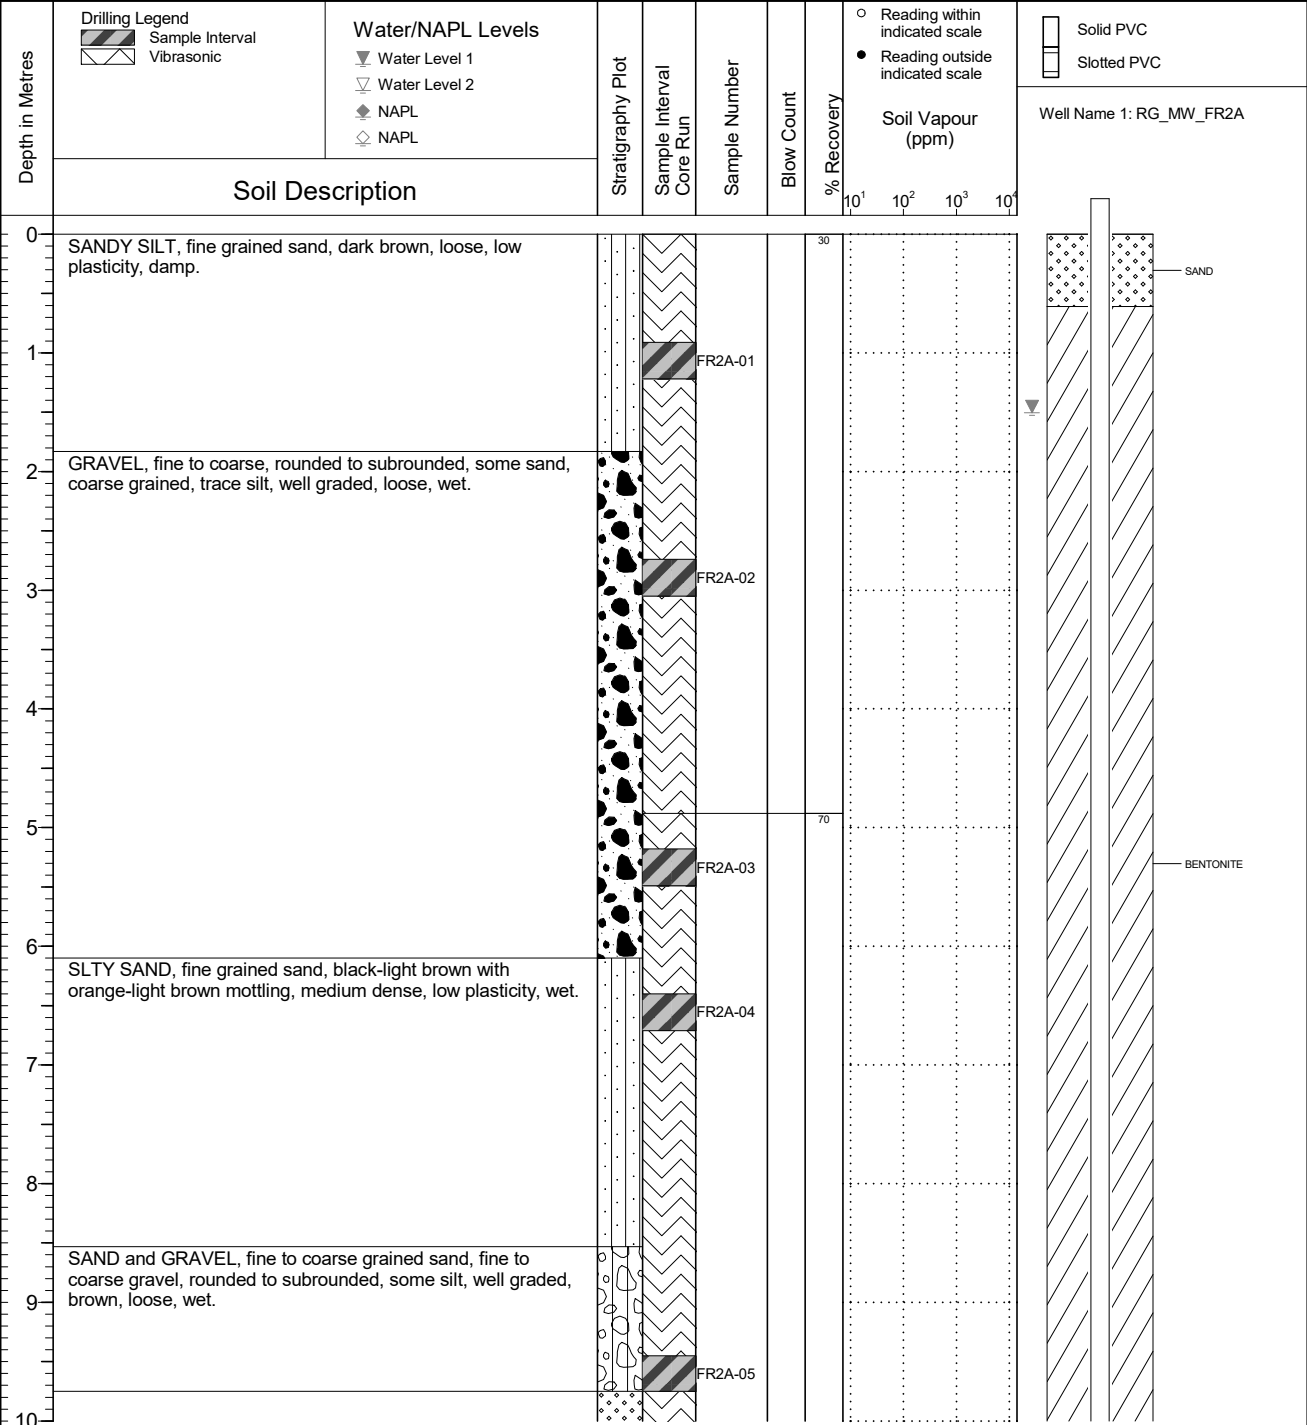 Drilling Legend
Sample Interval
Vibrasonic
Water/NAPL Levels
Water Level 1
Water Level 2
NAPL
NAPL
Depth in Metres
Soil Description
Stratigraphy Plot
Sample Interval
Core Run
Sample Number
Blow Count
% Recovery
Reading within
indicated scale
Reading outside
indicated scale
Soil Vapour
(ppm)
10¹ 10² 10³ 10⁴
Solid PVC
Slotted PVC
Well Name 1: RG_MW_FR2A
0
SANDY SILT, fine grained sand, dark brown, loose, low
plasticity, damp.
30
SAND
1
FR2A-01
GRAVEL, fine to coarse, rounded to subrounded, some sand,
coarse grained, trace silt, well graded, loose, wet.
2
FR2A-02
3
4
70
5
FR2A-03
BENTONITE
6
SLTY SAND, fine grained sand, black-light brown with
orange-light brown mottling, medium dense, low plasticity, wet.
FR2A-04
7
8
SAND and GRAVEL, fine to coarse grained sand, fine to
coarse gravel, rounded to subrounded, some silt, well graded,
brown, loose, wet.
9
FR2A-05
10